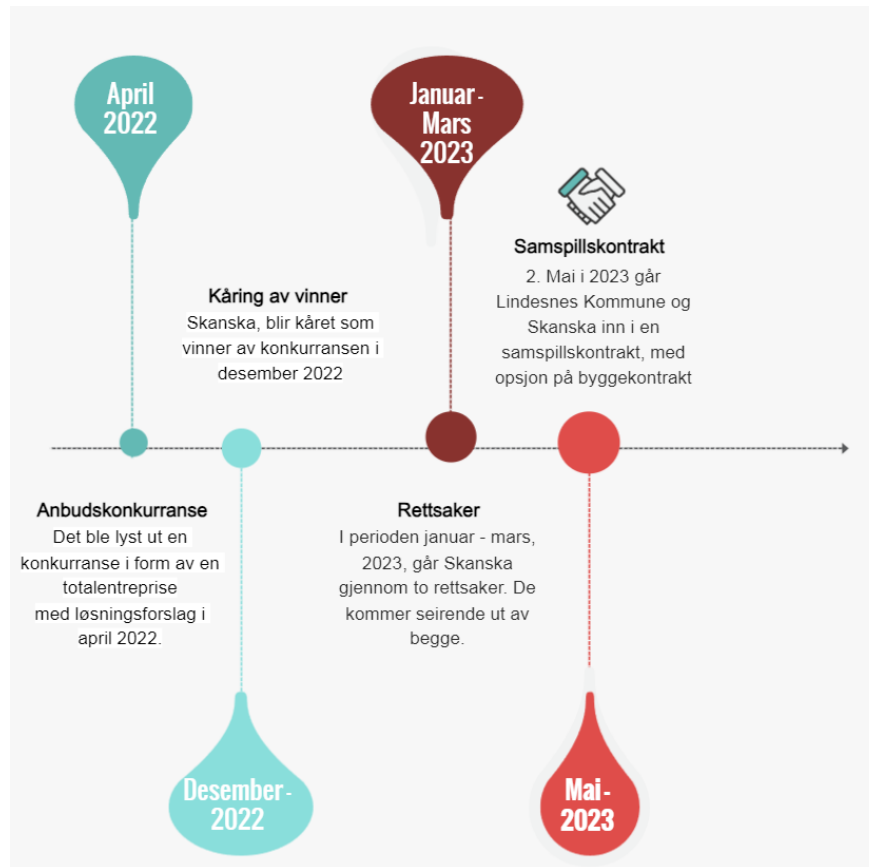 April
2022
Anbudskonkurranse
Det ble lyst ut en
konkurranse i form av en
totalentreprise
med løsningsforslag i
april 2022.
Kåring av vinner
Skanska, blir kåret som
vinner av konkurransen i
desember 2022
Desember-
2022
Januar-
Mars
2023
Rettsaker
I perioden januar - mars,
2023, går Skanska
gjennom to rettsaker. De
kommer seirende ut av
begge.
Samspillskontrakt
2. Mai i 2023 går
Lindesnes Kommune og
Skanska inn i en
samspillskontrakt, med
opsjon på byggekontrakt
Mai-
2023